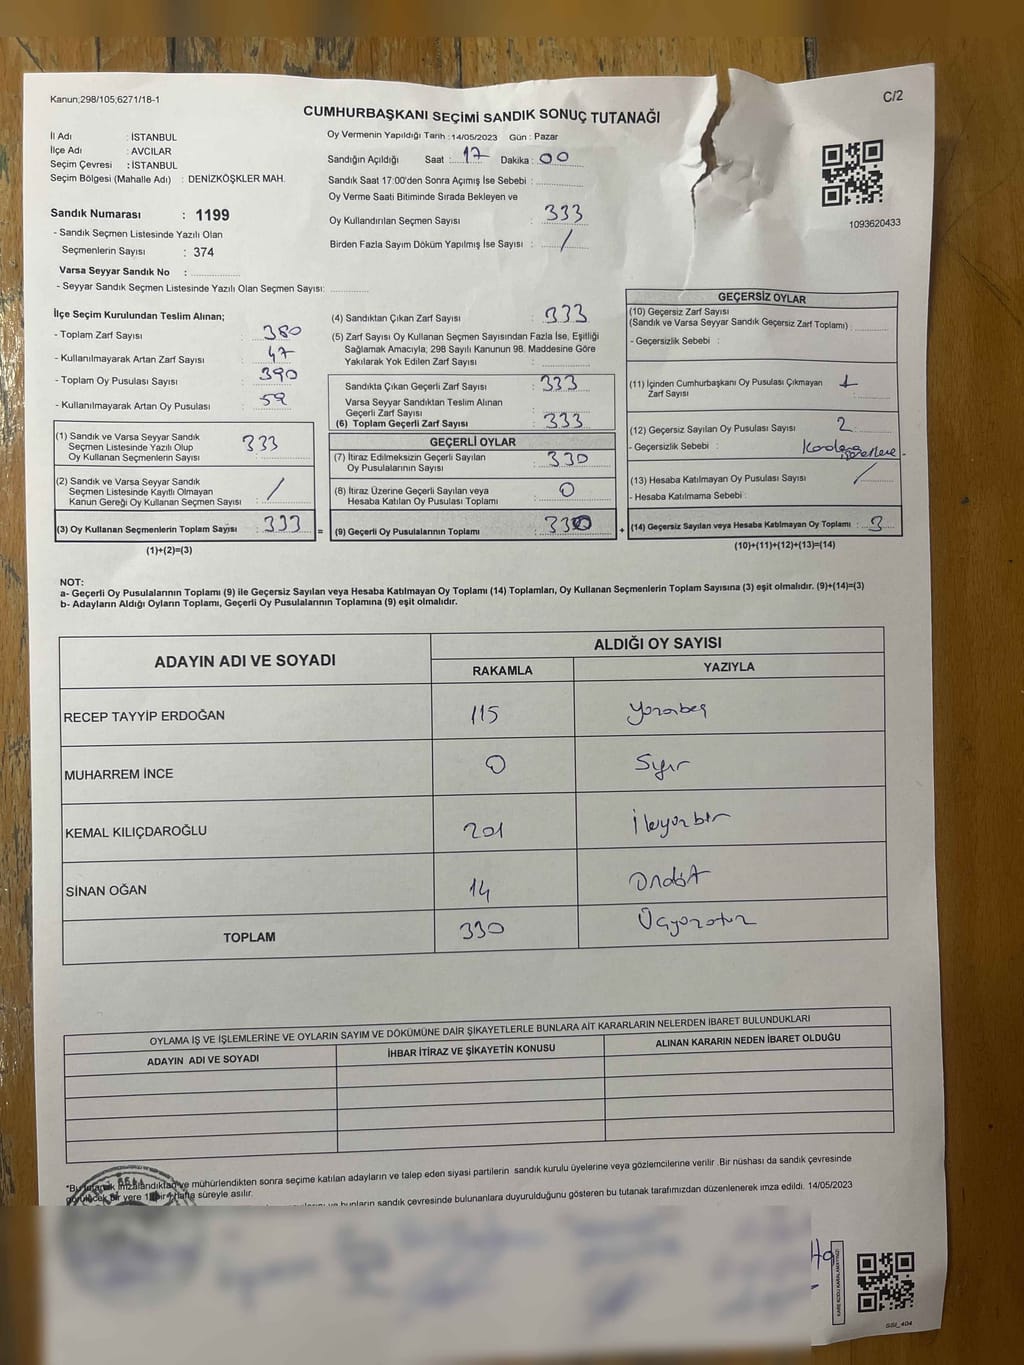 Kanun,298/105;6271/18-1
C/2
CUMHURBAŞKANI SEÇİMİ SANDIK SONUÇ TUTANAĞI
İl Adı : İSTANBUL
İlçe Adı : AVCILAR
Seçim Çevresi : İSTANBUL
Seçim Bölgesi (Mahalle Adı) : DENİZKÖŞKLER MAH.
Sandık Numarası : 1199
- Sandık Seçmen Listesinde Yazılı Olan
Seçmenlerin Sayısı : 374
Varsa Seyyar Sandık No :
- Seyyar Sandık Seçmen Listesinde Yazılı Olan Seçmen Sayısı:
Oy Vermenin Yapıldığı Tarih : 14/05/2023 Gün : Pazar
Sandığın Açıldığı Saat : 17 Dakika : 00
Sandık Saat 17:00'den Sonra Açımış İse Sebebi :
Oy Verme Saati Bitiminde Sırada Bekleyen ve
Oy Kullandırılan Seçmen Sayısı : 333
Birden Fazla Sayım Döküm Yapılmış İse Sayısı : /
1093620433
İlçe Seçim Kurulundan Teslim Alınan;
- Toplam Zarf Sayısı : 380
- Kullanılmayarak Artan Zarf Sayısı : 47
- Toplam Oy Pusulası Sayısı : 390
- Kullanılmayarak Artan Oy Pusulası : 59
(1) Sandık ve Varsa Seyyar Sandık
Seçmen Listesinde Yazılı Olup
Oy Kullanan Seçmenlerin Sayısı : 333
(2) Sandık ve Varsa Seyyar Sandık
Seçmen Listesinde Kayıtlı Olmayan
Kanun Gereği Oy Kullanan Seçmen Sayısı : /
(3) Oy Kullanan Seçmenlerin Toplam Sayısı : 333 =
(1)+(2)=(3)
(4) Sandıktan Çıkan Zarf Sayısı : 333
(5) Zarf Sayısı Oy Kullanan Seçmen Sayısından Fazla İse, Eşitliği
Sağlamak Amacıyla, 298 Sayılı Kanunun 98. Maddesine Göre
Yakılarak Yok Edilen Zarf Sayısı :
Sandıkta Çıkan Geçerli Zarf Sayısı : 333
Varsa Seyyar Sandıktan Teslim Alınan
Geçerli Zarf Sayısı :
(6) Toplam Geçerli Zarf Sayısı : 333
GEÇERLİ OYLAR
(7) İtiraz Edilmeksizin Geçerli Sayılan
Oy Pusulalarının Sayısı : 330
(8) İtiraz Üzerine Geçerli Sayılan veya
Hesaba Katılan Oy Pusulası Toplamı : 0
(9) Geçerli Oy Pusulalarının Toplamı : 330 +
GEÇERSİZ OYLAR
(10) Geçersiz Zarf Sayısı
(Sandık ve Varsa Seyyar Sandık Geçersiz Zarf Toplamı) :
- Geçersizlik Sebebi :
(11) İçinden Cumhurbaşkanı Oy Pusulası Çıkmayan
Zarf Sayısı : 1
(12) Geçersiz Sayılan Oy Pusulası Sayısı : 2
- Geçersizlik Sebebi :
(13) Hesaba Katılmayan Oy Pusulası Sayısı : /
- Hesaba Katılmama Sebebi :
(14) Geçersiz Sayılan veya Hesaba Katılmayan Oy Toplamı : 3
(10)+(11)+(12)+(13)=(14)
NOT:
a- Geçerli Oy Pusulalarının Toplamı (9) ile Geçersiz Sayılan veya Hesaba Katılmayan Oy Toplamı (14) Toplamları, Oy Kullanan Seçmenlerin Toplam Sayısına (3) eşit olmalıdır. (9)+(14)=(3)
b- Adayların Aldığı Oyların Toplamı, Geçerli Oy Pusulalarının Toplamına (9) eşit olmalıdır.
ADAYIN ADI VE SOYADI
ALDIĞI OY SAYISI
RAKAMLA
YAZIYLA
RECEP TAYYİP ERDOĞAN 115 Yüzonbeş
MUHARREM İNCE 0 Sıfır
KEMAL KILIÇDAROĞLU 201 İkiyüzbir
SİNAN OĞAN 14 Ondört
TOPLAM 330 Üçyüzotuz
OYLAMA İŞ VE İŞLEMLERİNE VE OYLARIN SAYIM VE DÖKÜMÜNE DAİR ŞİKAYETLERLE BUNLARA AİT KARARLARIN NELERDEN İBARET BULUNDUKLARI
ADAYIN ADI VE SOYADI
İHBAR İTİRAZ VE ŞİKAYETİN KONUSU
ALINAN KARARIN NEDEN İBARET OLDUĞU
*Bu tutanak imzalandıktan ve mühürlendikten sonra seçime katılan adayların ve talep eden siyasi partilerin sandık kurulu üyelerine veya gözlemcilerine verilir .Bir nüshası da sandık çevresinde
görülecek bir yere 1 bir hafta süreyle asılır.
bunların sandık çevresinde bulunanlara duyurulduğunu gösteren bu tutanak tarafımızdan düzenlenerek imza edildi. 14/05/2023
KARE KODU KARALAMAYINIZ!
SSI_404